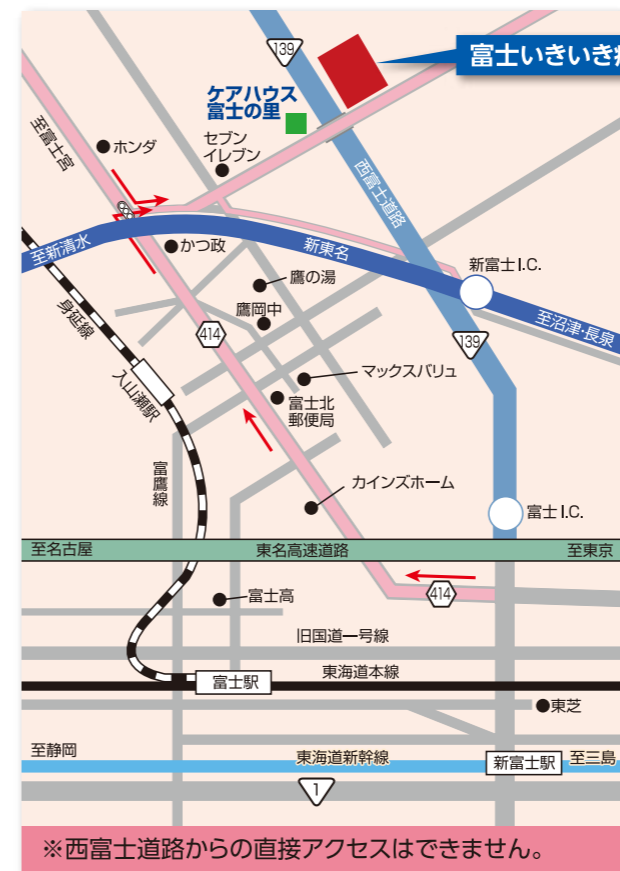 139
富士いきいき病
ケアハウス
富士の里
至富士宮
ホンダ
セブン
イレブン
西富士道路
至新清水
かつ政
新東名
新富士I.C.
至沼津・長泉
身延線
鷹の湯
鷹岡中
414
139
入山瀬駅
マックスバリュ
富士北
郵便局
富鷹線
カインズホーム
富士I.C.
至名古屋
東名高速道路
至東京
富士高
414
旧国道一号線
富士駅
東海道本線
東芝
至静岡
東海道新幹線
新富士駅
至三島
1
※西富士道路からの直接アクセスはできません。